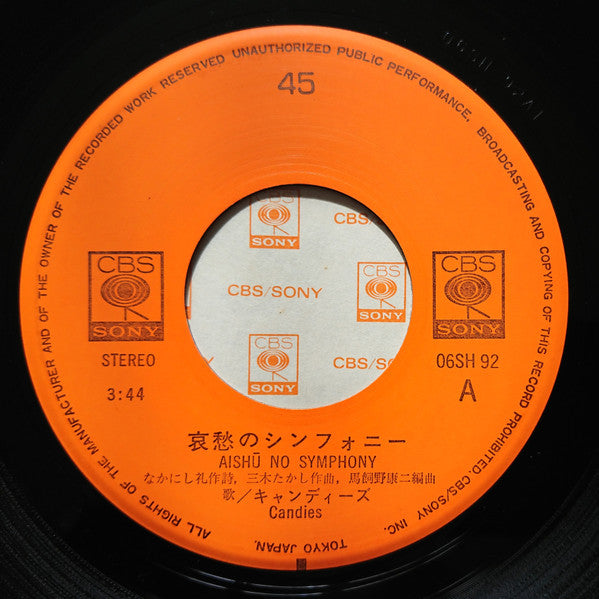 ALL RIGHTS OF THE MANUFACTURER AND OF THE OWNER OF THE RECORDED WORK RESERVED UNAUTHORIZED PUBLIC PERFORMANCE, BROADCASTING AND COPYING OF THIS RECORD PROHIBITED. CBS/SONY INC. TOKYO JAPAN.
45
CBS
SONY
CBS
SONY
STEREO
3:44
06SH 92
A
CBS
SONY
CBS/SONY
CBS
SONY
CBS
SONY
CBS/SO
哀愁のシンフォニー
AISHŪ NO SYMPHONY
なかにし礼作詩, 三木たかし作曲, 馬飼野康二編曲
歌/キャンディーズ
Candies